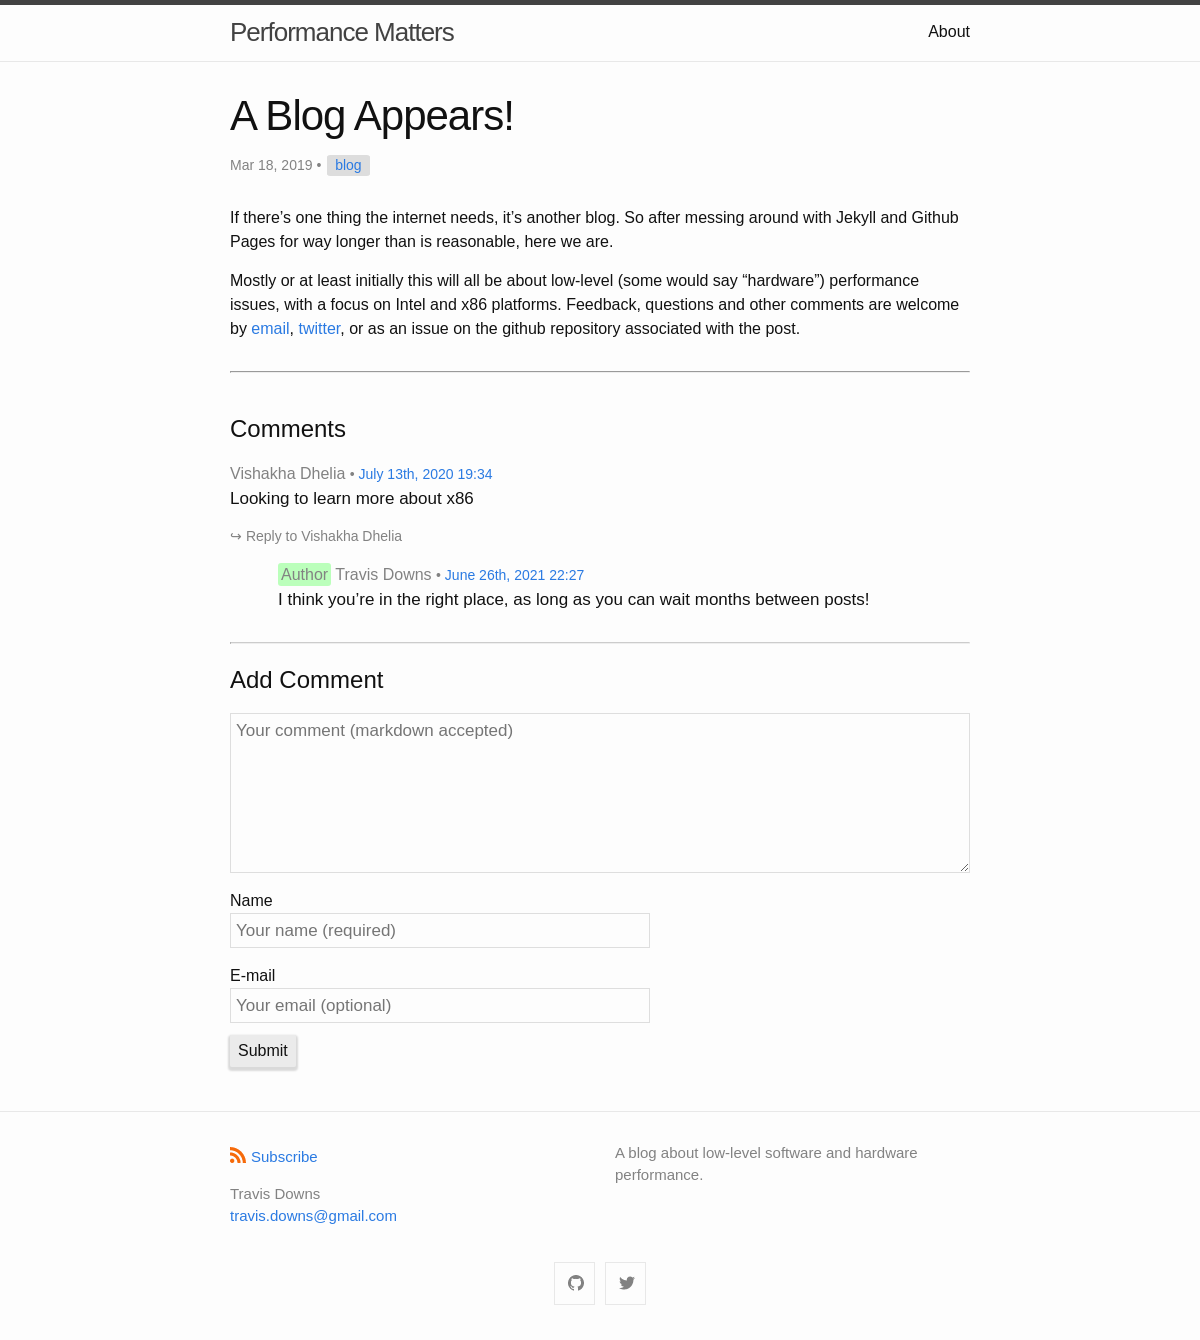 Performance Matters
About
A Blog Appears!
Mar 18, 2019 • blog
If there’s one thing the internet needs, it’s another blog. So after messing around with Jekyll and Github
Pages for way longer than is reasonable, here we are.
Mostly or at least initially this will all be about low-level (some would say “hardware”) performance
issues, with a focus on Intel and x86 platforms. Feedback, questions and other comments are welcome
by email, twitter, or as an issue on the github repository associated with the post.
Comments
Vishakha Dhelia • July 13th, 2020 19:34
Looking to learn more about x86
↪ Reply to Vishakha Dhelia
Author Travis Downs • June 26th, 2021 22:27
I think you’re in the right place, as long as you can wait months between posts!
Add Comment
Your comment (markdown accepted)
Name
Your name (required)
E-mail
Your email (optional)
Submit
Subscribe
Travis Downs
travis.downs@gmail.com
A blog about low-level software and hardware
performance.